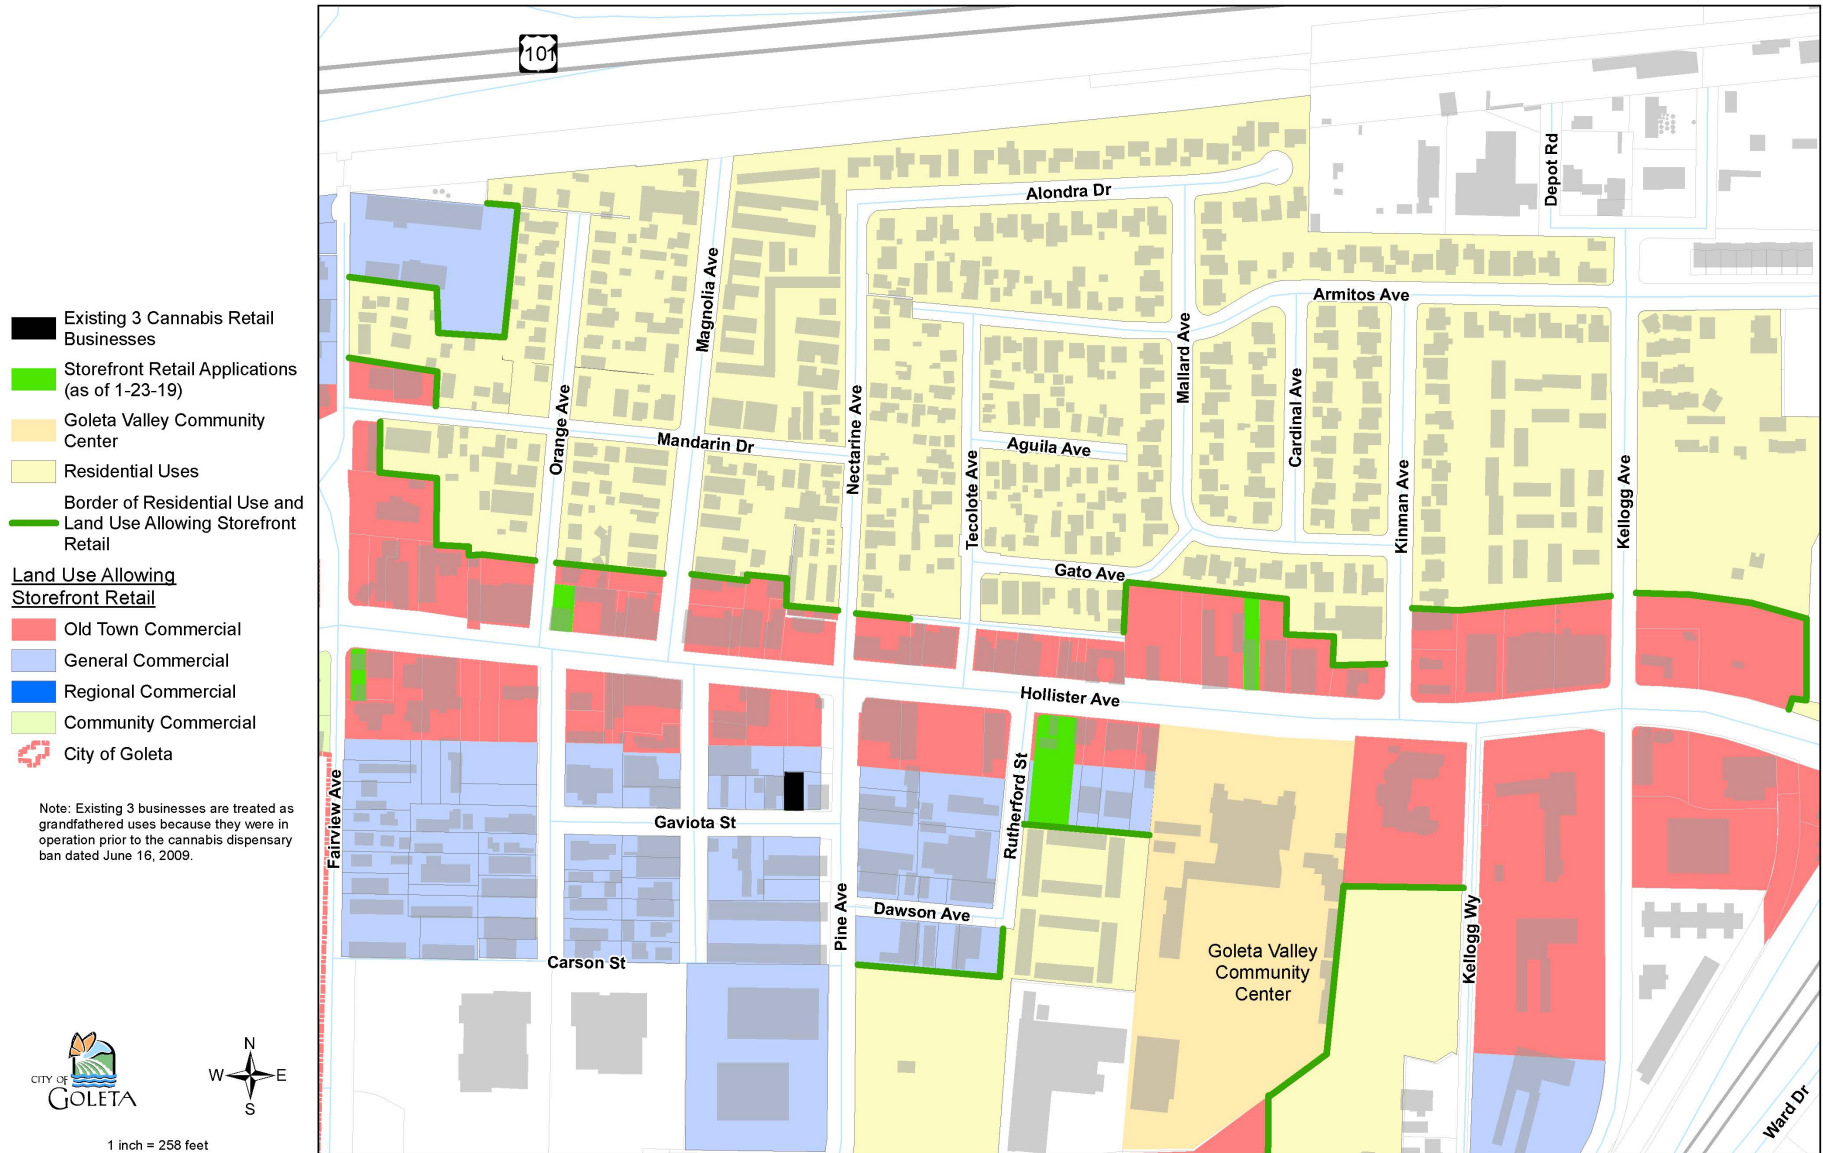 101
Existing 3 Cannabis Retail
Businesses
Storefront Retail Applications
(as of 1-23-19)
Goleta Valley Community
Center
Residential Uses
Border of Residential Use and
Land Use Allowing Storefront
Retail
Land Use Allowing
Storefront Retail
Old Town Commercial
General Commercial
Regional Commercial
Community Commercial
City of Goleta
Note: Existing 3 businesses are treated as
grandfathered uses because they were in
operation prior to the cannabis dispensary
ban dated June 16, 2009.
CITY OF
GOLETA
N
W
E
S
1 inch = 258 feet
Alondra Dr
Depot Rd
Magnolia Ave
Armitos Ave
Mallard Ave
Cardinal Ave
Orange Ave
Mandarin Dr
Nectarine Ave
Tecolote Ave
Aguila Ave
Kinman Ave
Kellogg Ave
Gato Ave
Hollister Ave
Fairview Ave
Gaviota St
Rutherford St
Pine Ave
Dawson Ave
Carson St
Goleta Valley
Community
Center
Kellogg Wy
Ward Dr